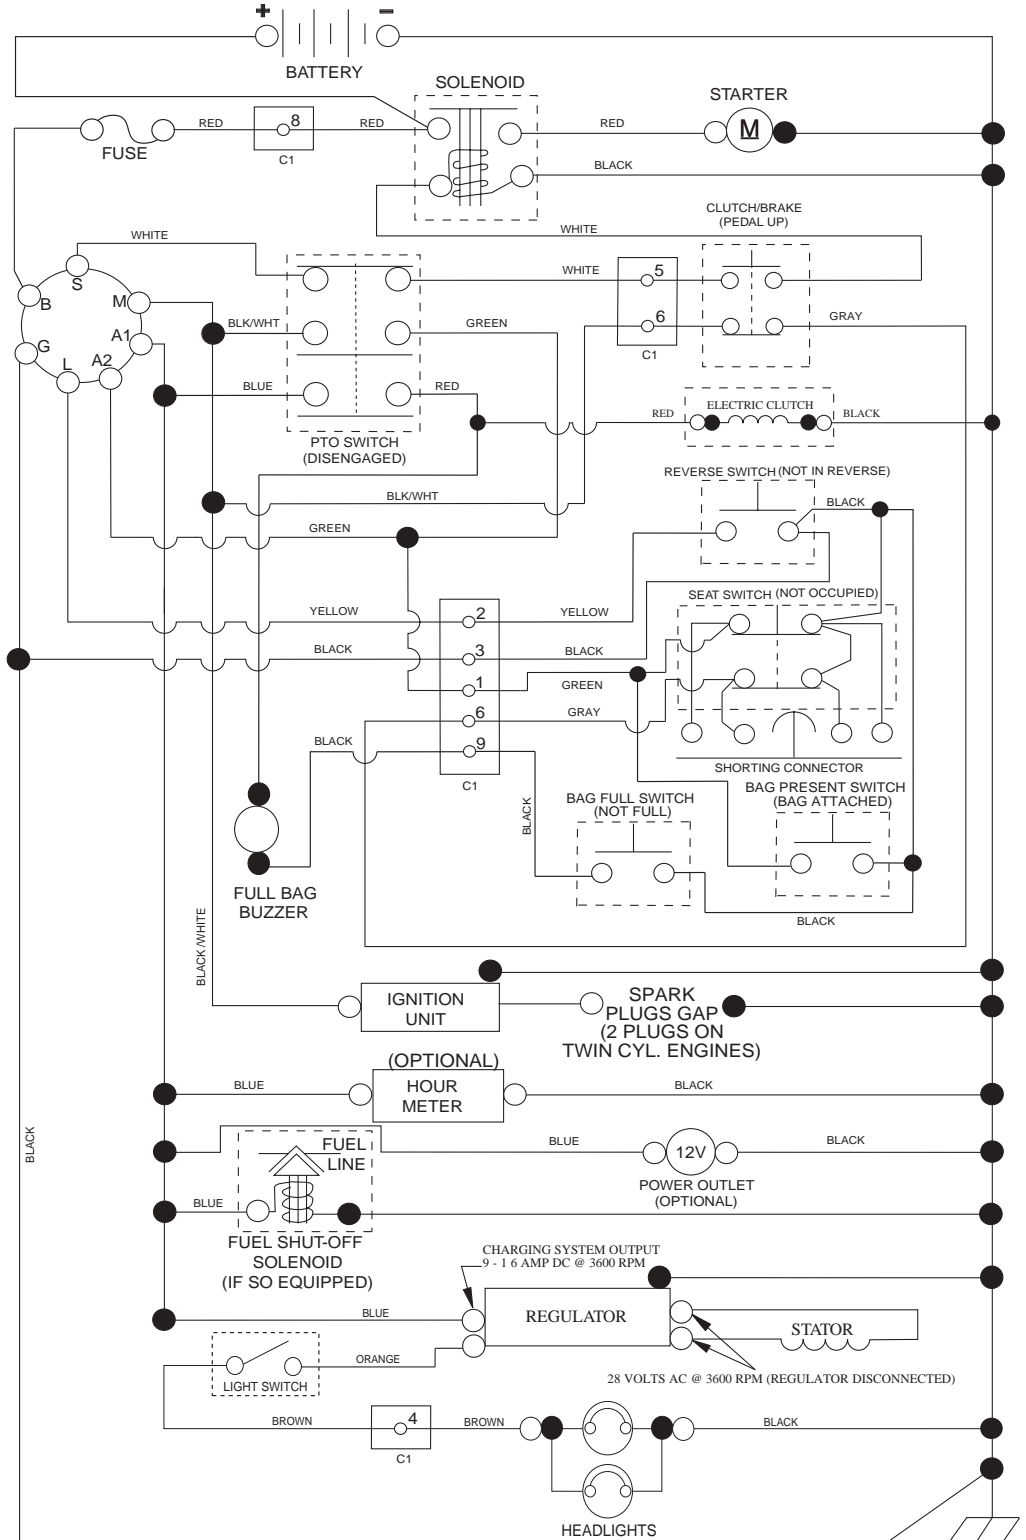 + −
BATTERY
SOLENOID
STARTER
RED
8
RED
RED
M
FUSE
C1
BLACK
CLUTCH/BRAKE
(PEDAL UP)
WHITE
WHITE
S
WHITE
5
B
M
BLK/WHT
GREEN
6
GRAY
A1
G
C1
L
A2
BLUE
RED
RED
ELECTRIC CLUTCH
BLACK
PTO SWITCH
(DISENGAGED)
REVERSE SWITCH (NOT IN REVERSE)
BLK/WHT
BLACK
GREEN
SEAT SWITCH (NOT OCCUPIED)
YELLOW
2
YELLOW
BLACK
3
BLACK
1
GREEN
6
GRAY
BLACK
9
SHORTING CONNECTOR
C1
BAG PRESENT SWITCH
(BAG ATTACHED)
BAG FULL SWITCH
(NOT FULL)
BLACK
FULL BAG
BUZZER
BLACK
BLACK /WHITE
IGNITION
UNIT
SPARK
PLUGS GAP
(2 PLUGS ON
TWIN CYL. ENGINES)
(OPTIONAL)
BLUE
HOUR
METER
BLACK
BLACK
FUEL
LINE
BLUE
12V
BLACK
POWER OUTLET
(OPTIONAL)
BLUE
FUEL SHUT-OFF
SOLENOID
(IF SO EQUIPPED)
CHARGING SYSTEM OUTPUT
9 - 1 6 AMP DC @ 3600 RPM
BLUE
REGULATOR
STATOR
ORANGE
LIGHT SWITCH
28 VOLTS AC @ 3600 RPM (REGULATOR DISCONNECTED)
BROWN
4
BROWN
BLACK
C1
HEADLIGHTS